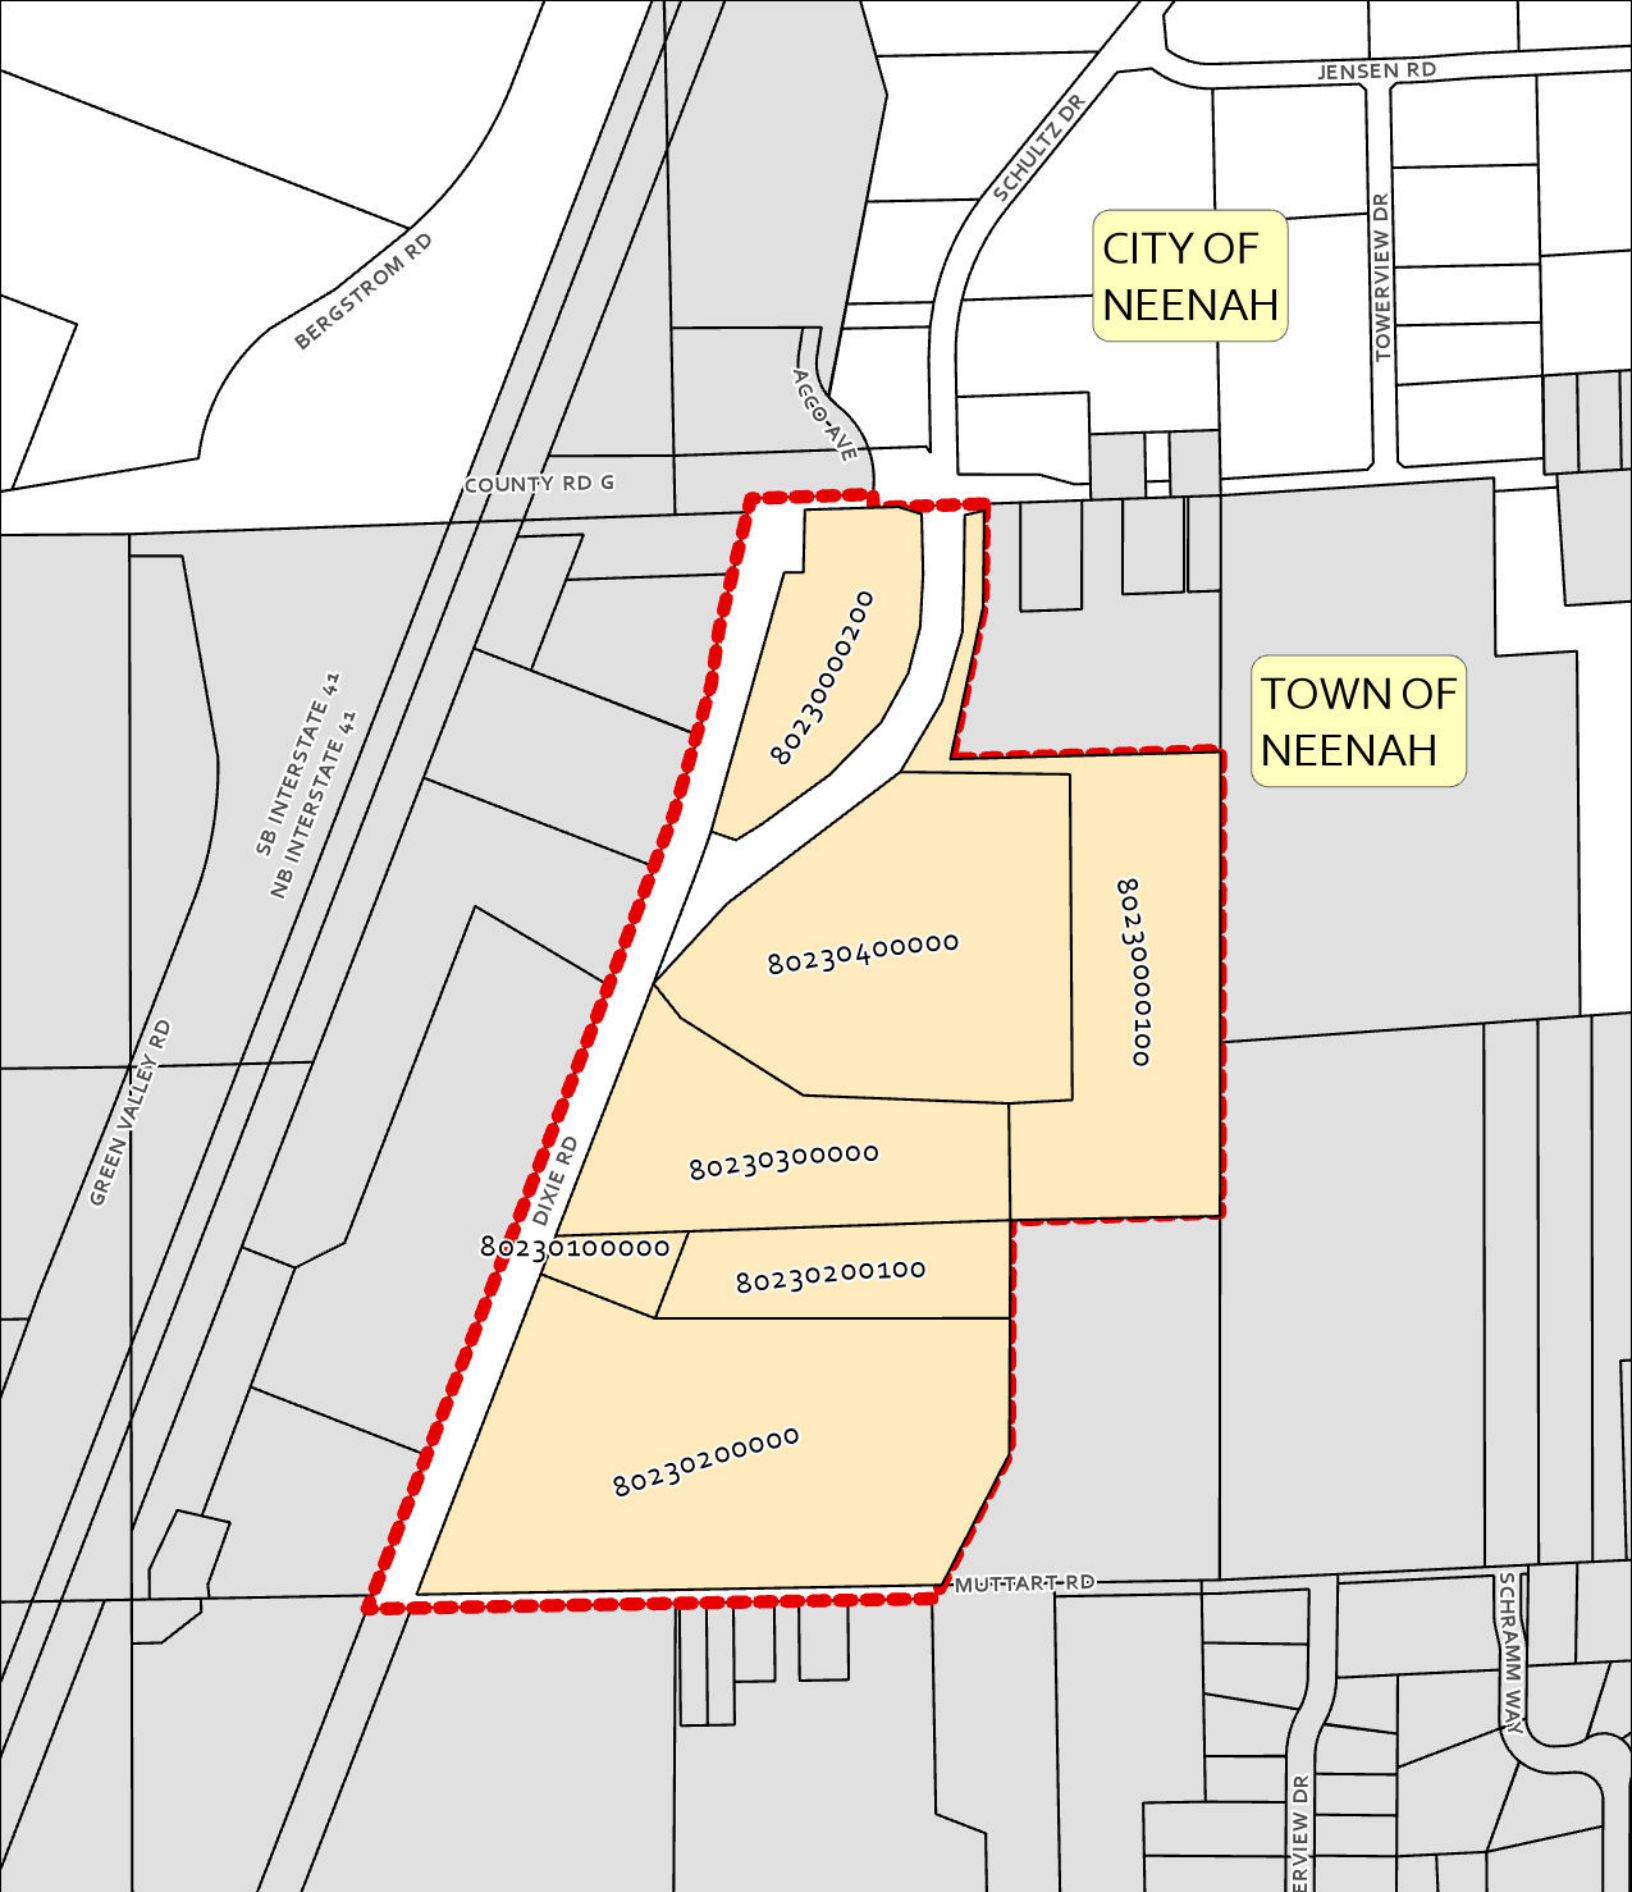 JENSEN RD
SCHULTZ DR
CITY OF
NEENAH
TOWERVIEW DR
BERGSTROM RD
AGGO AVE
COUNTY RD G
80230000200
TOWN OF
NEENAH
SB INTERSTATE 41
NB INTERSTATE 41
80230400000
80230000100
GREEN VALLEY RD
DIXIE RD
80230300000
80230100000
80230200100
80230200000
MUTTART RD
SCHRAMM WAY
ERVIEW DR